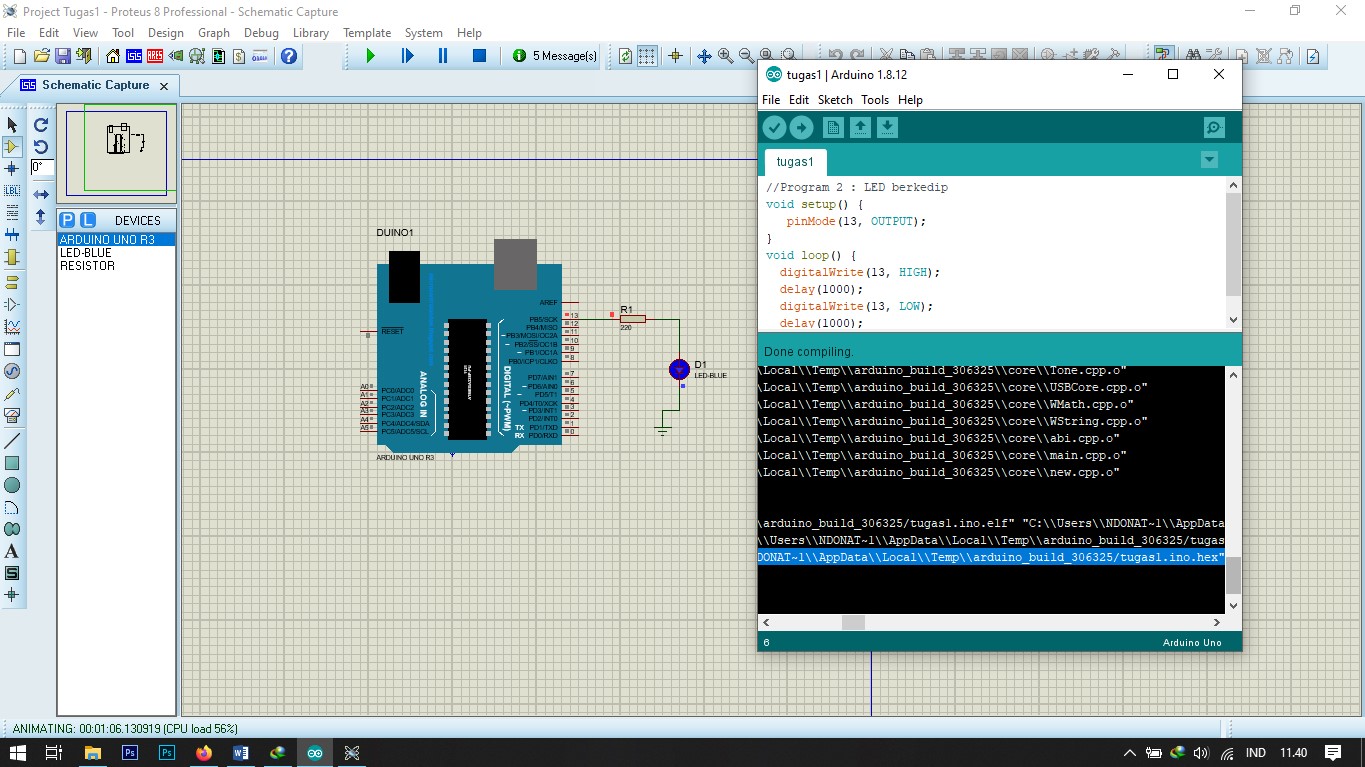 Project Tugas1 - Proteus 8 Professional - Schematic Capture
File Edit View Tool Design Graph Debug Library Template System Help
5 Message(s)
Schematic Capture
0°
LBL
P L DEVICES
ARDUINO UNO R3
LED-BLUE
RESISTOR
DUINO1
RESET
A0 PC0/ADC0
A1 PC1/ADC1
A2 PC2/ADC2
A3 PC3/ADC3
A4 PC4/ADC4/SDA
A5 PC5/ADC5/SCL
ANALOG IN
DIGITAL (~PWM)
AREF
PB5/SCK 13
PB4/MISO 12
~PB3/MOSI/OC2A 11
~PB2/SS/OC1B 10
~PB1/OC1A 9
PB0/ICP1/CLKO 8
PD7/AIN1 7
~PD6/AIN0 6
~PD5/T1 5
PD4/T0/XCK 4
~PD3/INT1 3
PD2/INT0 2
TX PD1/TXD 1
RX PD0/RXD 0
ARDUINO UNO R3
R1
220
D1
LED-BLUE
tugas1 | Arduino 1.8.12
File Edit Sketch Tools Help
tugas1
//Program 2 : LED berkedip
void setup() {
pinMode(13, OUTPUT);
}
void loop() {
digitalWrite(13, HIGH);
delay(1000);
digitalWrite(13, LOW);
delay(1000);
Done compiling.
\Local\\Temp\\arduino_build_306325\\core\\Tone.cpp.o"
\Local\\Temp\\arduino_build_306325\\core\\USBCore.cpp.o"
\Local\\Temp\\arduino_build_306325\\core\\WMath.cpp.o"
\Local\\Temp\\arduino_build_306325\\core\\WString.cpp.o"
\Local\\Temp\\arduino_build_306325\\core\\abi.cpp.o"
\Local\\Temp\\arduino_build_306325\\core\\main.cpp.o"
\Local\\Temp\\arduino_build_306325\\core\\new.cpp.o"
\arduino_build_306325/tugas1.ino.elf" "C:\\Users\\NDONAT~1\\AppData
\\Users\\NDONAT~1\\AppData\\Local\\Temp\\arduino_build_306325/tugas
DONAT~1\\AppData\\Local\\Temp\\arduino_build_306325/tugas1.ino.hex"
6 Arduino Uno
ANIMATING: 00:01:06.130919 (CPU load 56%)
Ps Ps IND 11.40